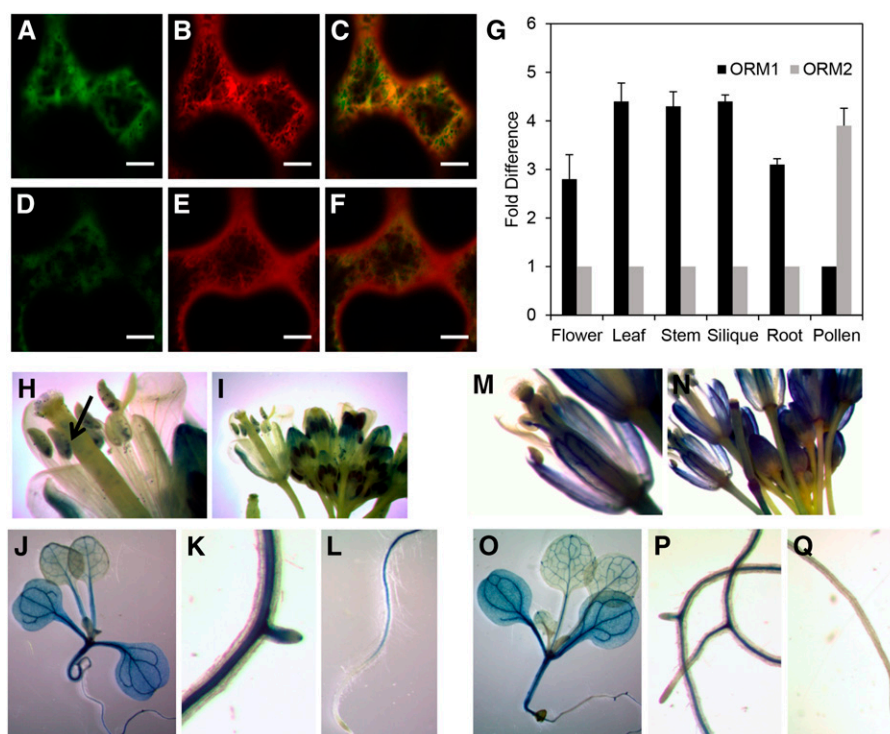 A B C
D E F
G
Fold Difference
6
5
4
3
2
1
0
ORM1 ORM2
Flower Leaf Stem Silique Root Pollen
H I
M N
J K L
O P Q